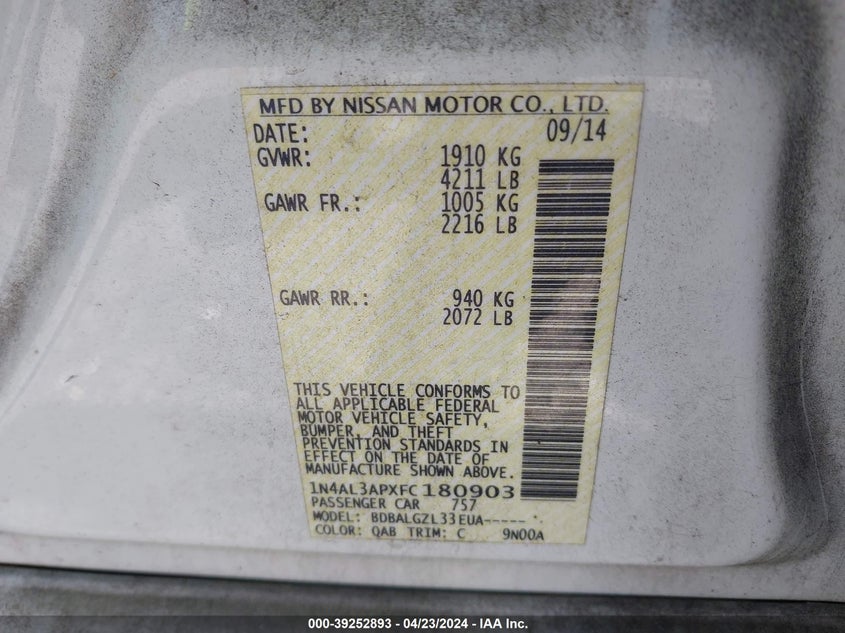 MFD BY NISSAN MOTOR CO., LTD.
DATE: 09/14
GVWR: 1910 KG
4211 LB
GAWR FR.: 1005 KG
2216 LB
GAWR RR.: 940 KG
2072 LB
THIS VEHICLE CONFORMS TO
ALL APPLICABLE FEDERAL
MOTOR VEHICLE SAFETY,
BUMPER, AND THEFT
PREVENTION STANDARDS IN
EFFECT ON THE DATE OF
MANUFACTURE SHOWN ABOVE.
1N4AL3APXFC180903
PASSENGER CAR 757
MODEL: BDBALGZL33EUA-----
COLOR: QAB TRIM: C 9N00A
000-39252893 - 04/23/2024 - IAA Inc.